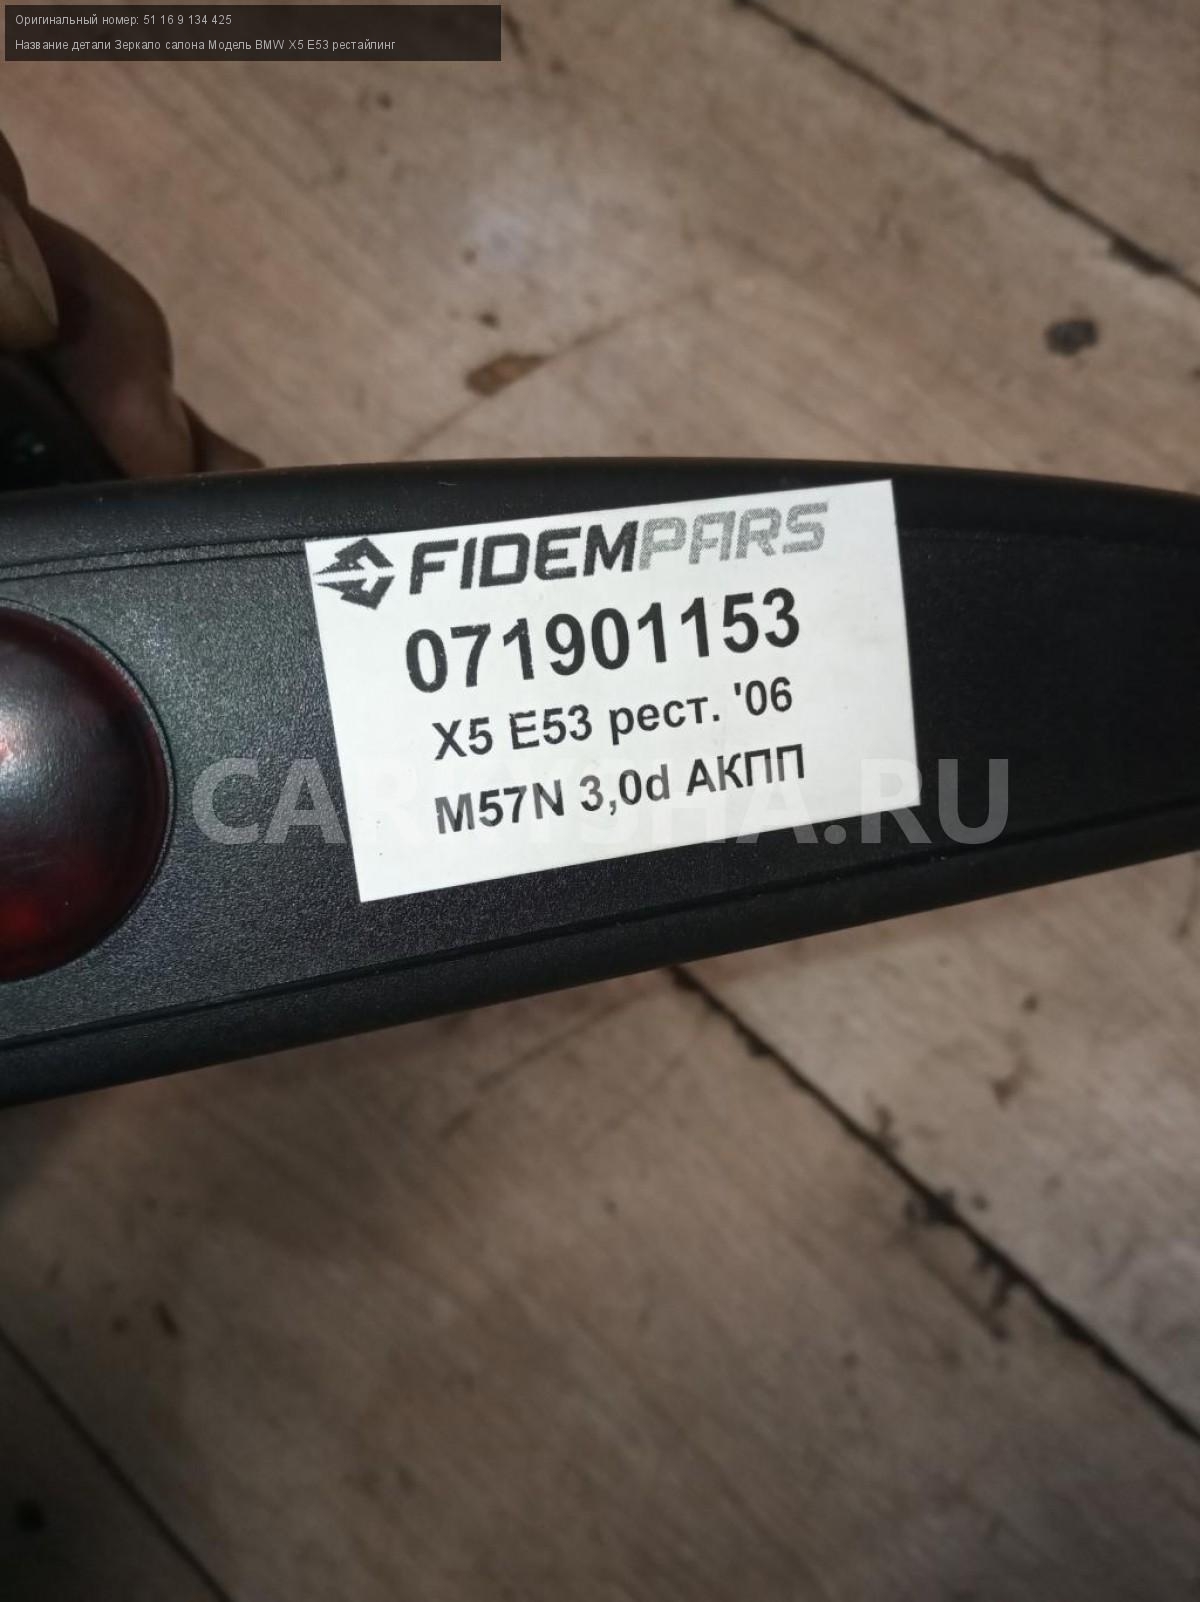 Оригинальный номер: 51 16 9 134 425
Название детали Зеркало салона Модель BMW X5 E53 рестайлинг
FIDEMPARS
071901153
X5 E53 рест. '06
M57N 3,0d АКПП
CARKYSHA.RU